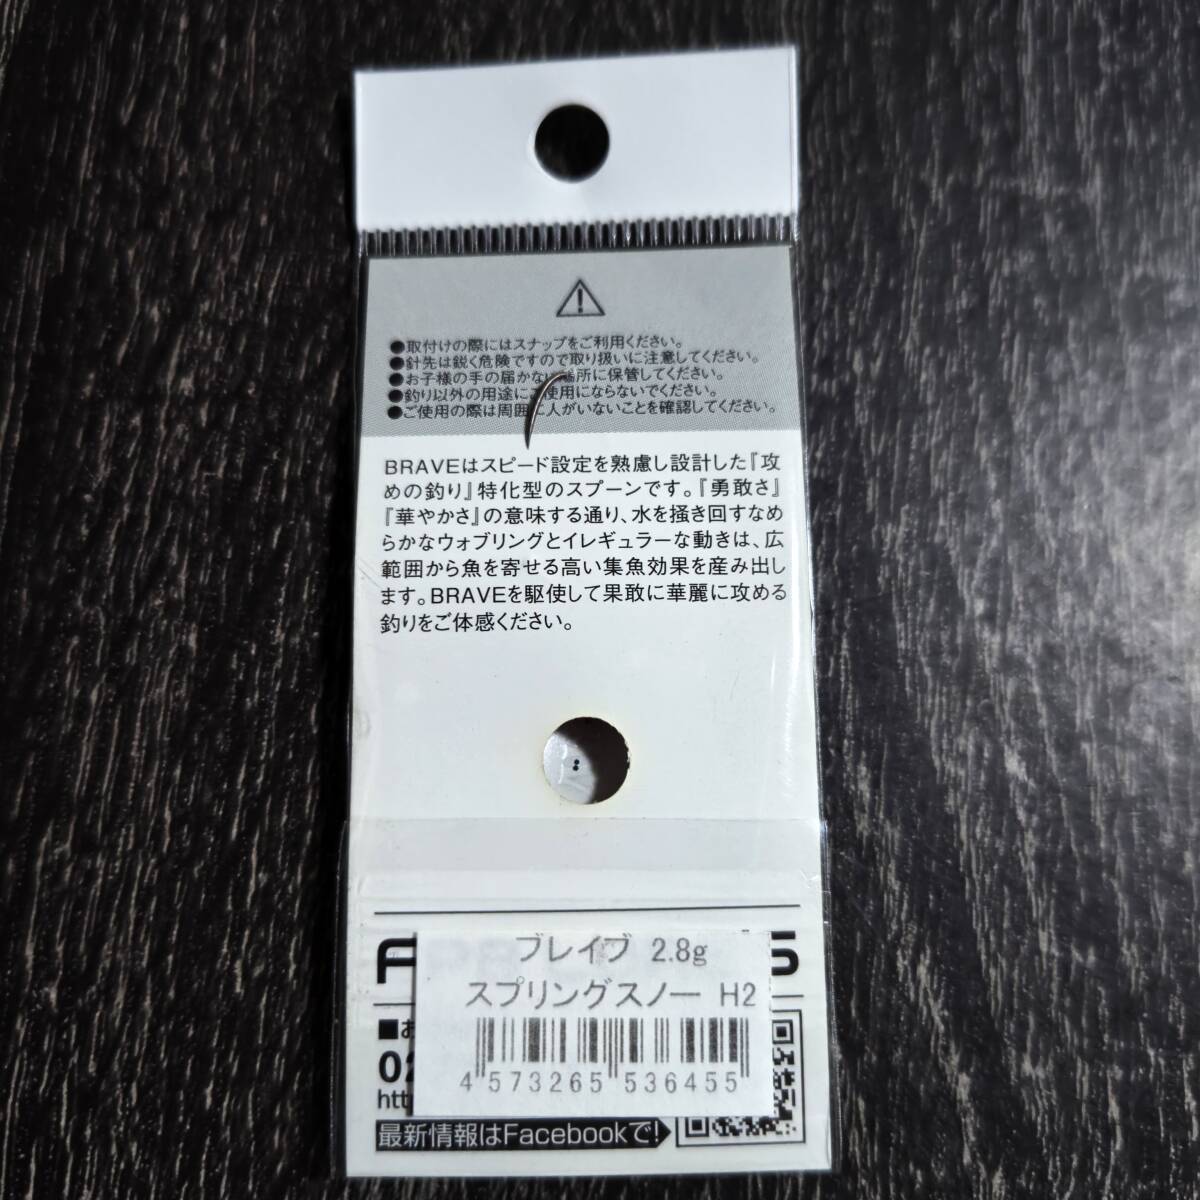 ●取付けの際にはスナップをご利用ください。
●針先は鋭く危険ですので取り扱いに注意してください。
●お子様の手の届かない場所に保管してください。
●釣り以外の用途にご使用にならないでください。
●ご使用の際は周囲に人がいないことを確認してください。
BRAVEはスピード設定を熟慮し設計した『攻
めの釣り』特化型のスプーンです。『勇敢さ』
『華やかさ』の意味する通り、水を掻き回すなめ
らかなウォブリングとイレギュラーな動きは、広
範囲から魚を寄せる高い集魚効果を産み出し
ます。BRAVEを駆使して果敢に華麗に攻める
釣りをご体感ください。
ブレイブ 2.8g
スプリングスノー H2
4 573265 536455
■お
02
htt
最新情報はFacebookで!